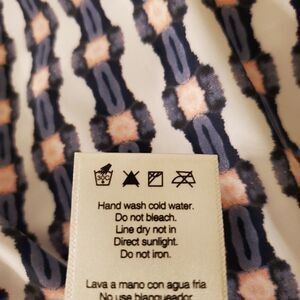 Hand wash cold water.
Do not bleach.
Line dry not in
Direct sunlight.
Do not iron.
Lava a mano con agua fria
No use blanqueador